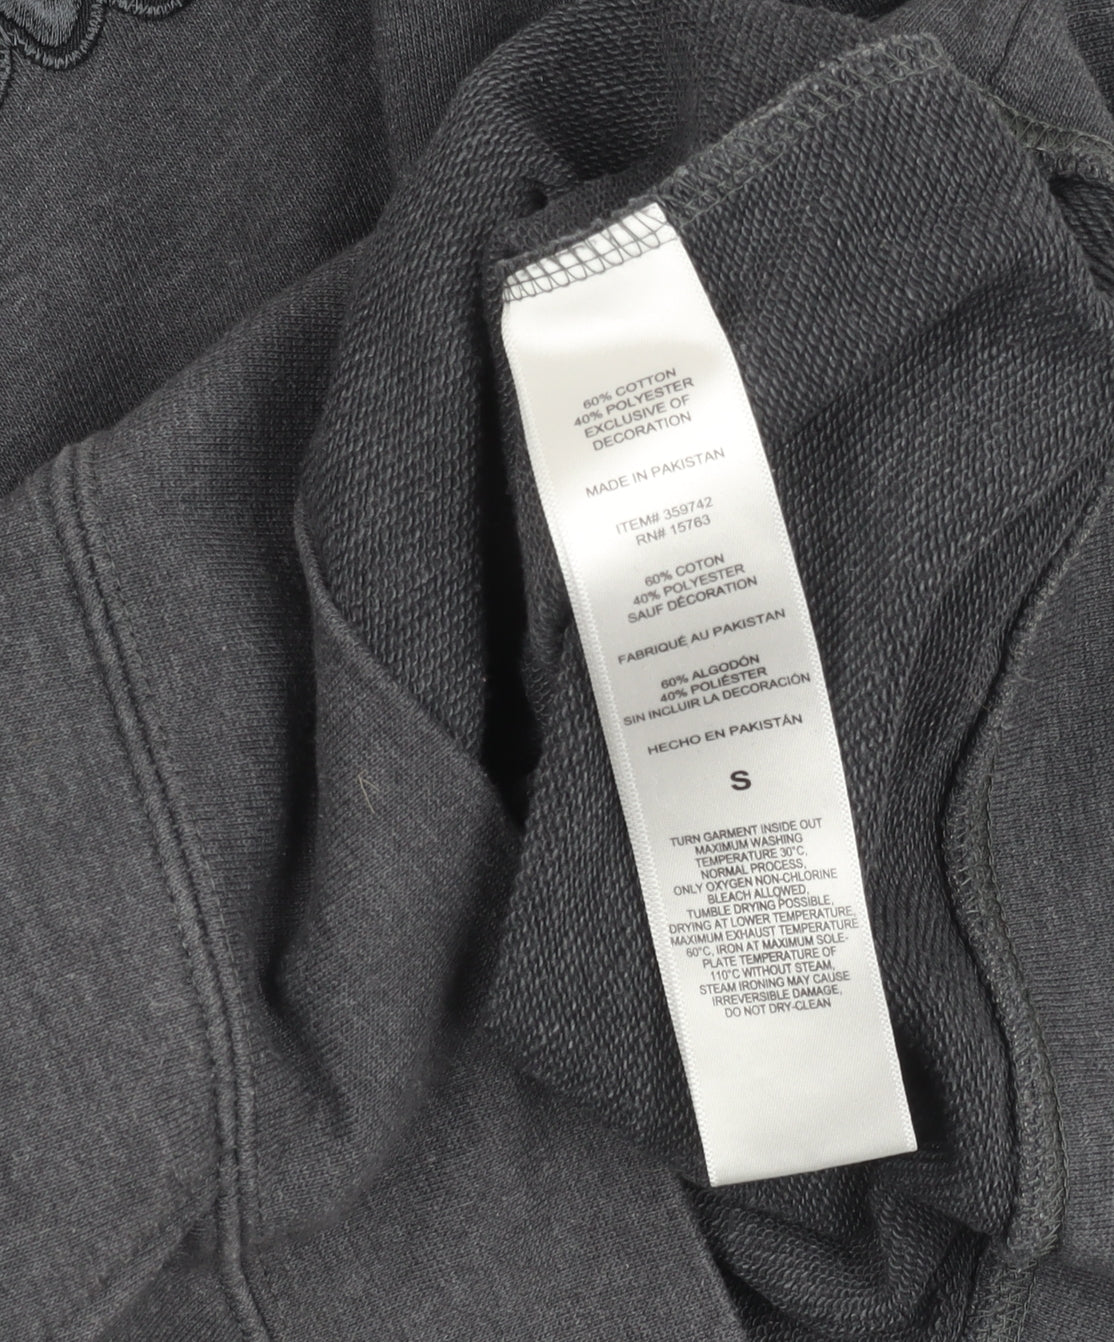 60% COTTON
40% POLYESTER
EXCLUSIVE OF
DECORATION
MADE IN PAKISTAN
ITEM# 359742
RN# 15763
60% COTON
40% POLYESTER
SAUF DÉCORATION
FABRIQUÉ AU PAKISTAN
60% ALGODÓN
40% POLIÉSTER
SIN INCLUIR LA DECORACIÓN
HECHO EN PAKISTÁN
S
TURN GARMENT INSIDE OUT
MAXIMUM WASHING
TEMPERATURE 30°C,
NORMAL PROCESS,
ONLY OXYGEN NON-CHLORINE
BLEACH ALLOWED,
TUMBLE DRYING POSSIBLE,
DRYING AT LOWER TEMPERATURE,
MAXIMUM EXHAUST TEMPERATURE
60°C, IRON AT MAXIMUM SOLE-
PLATE TEMPERATURE OF
110°C WITHOUT STEAM,
STEAM IRONING MAY CAUSE
IRREVERSIBLE DAMAGE,
DO NOT DRY-CLEAN